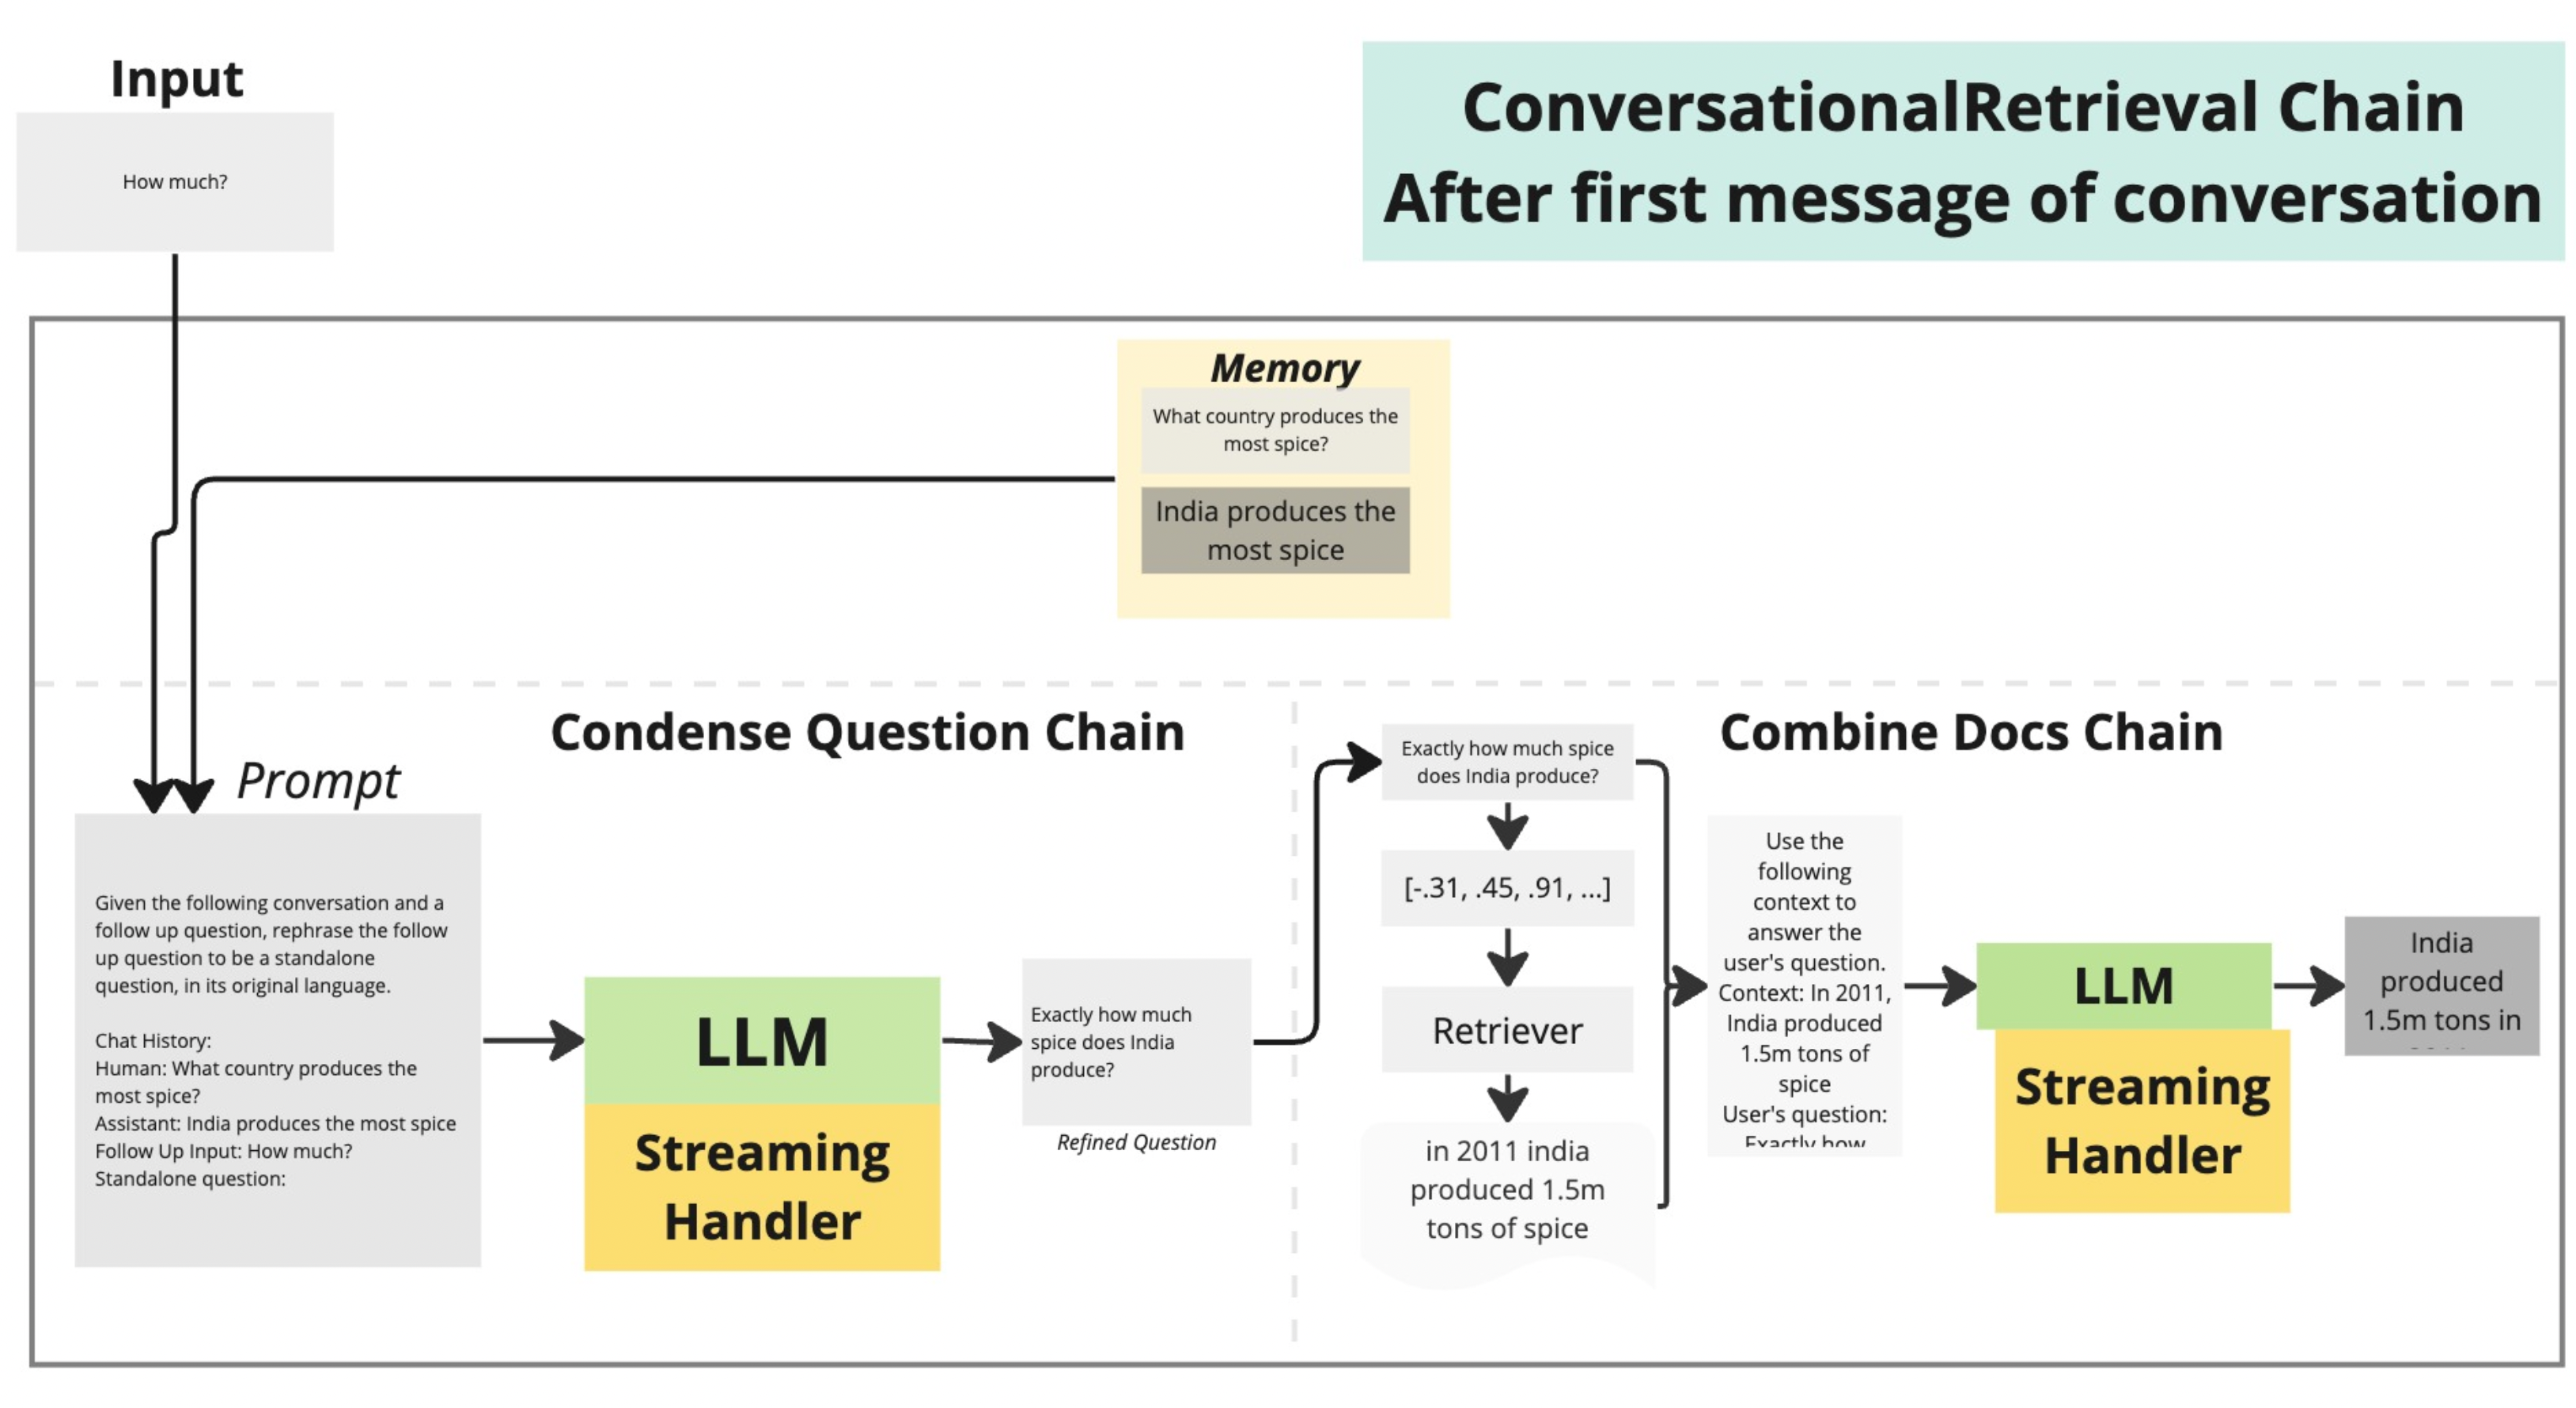 Input
How much?
ConversationalRetrieval Chain
After first message of conversation
Memory
What country produces the
most spice?
India produces the
most spice
Condense Question Chain
Prompt
Given the following conversation and a
follow up question, rephrase the follow
up question to be a standalone
question, in its original language.
Chat History:
Human: What country produces the
most spice?
Assistant: India produces the most spice
Follow Up Input: How much?
Standalone question:
LLM
Streaming
Handler
Exactly how much
spice does India
produce?
Refined Question
Combine Docs Chain
Exactly how much spice
does India produce?
[-.31, .45, .91, ...]
Retriever
in 2011 india
produced 1.5m
tons of spice
Use the
following
context to
answer the
user's question.
Context: In 2011,
India produced
1.5m tons of
spice
User's question:
Exactly how
LLM
Streaming
Handler
India
produced
1.5m tons in